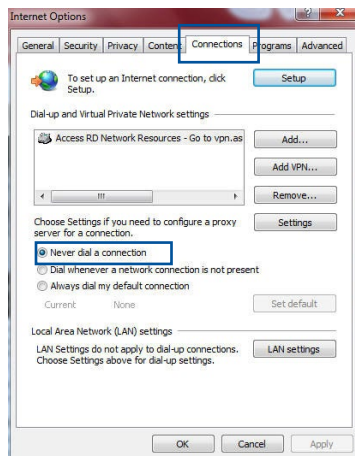 Internet Options
General Security Privacy Content Connections Programs Advanced
To set up an Internet connection, click
Setup.
Setup
Dial-up and Virtual Private Network settings
Access RD Network Resources - Go to vpn.as
Add...
Add VPN...
Remove...
Choose Settings if you need to configure a proxy
server for a connection.
Settings
Never dial a connection
Dial whenever a network connection is not present
Always dial my default connection
Current None
Set default
Local Area Network (LAN) settings
LAN Settings do not apply to dial-up connections.
Choose Settings above for dial-up settings.
LAN settings
OK Cancel Apply